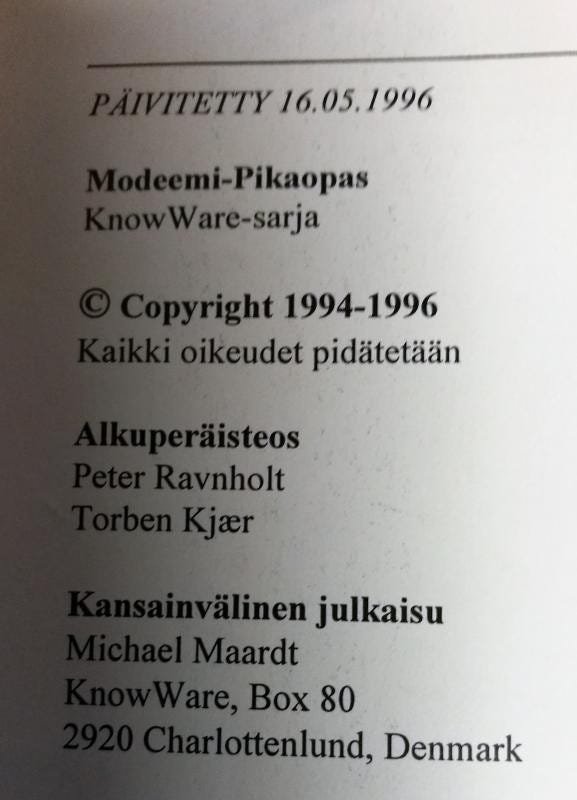 PÄIVITETTY 16.05.1996
Modeemi-Pikaopas
KnowWare-sarja
© Copyright 1994-1996
Kaikki oikeudet pidätetään
Alkuperäisteos
Peter Ravnholt
Torben Kjær
Kansainvälinen julkaisu
Michael Maardt
KnowWare, Box 80
2920 Charlottenlund, Denmark